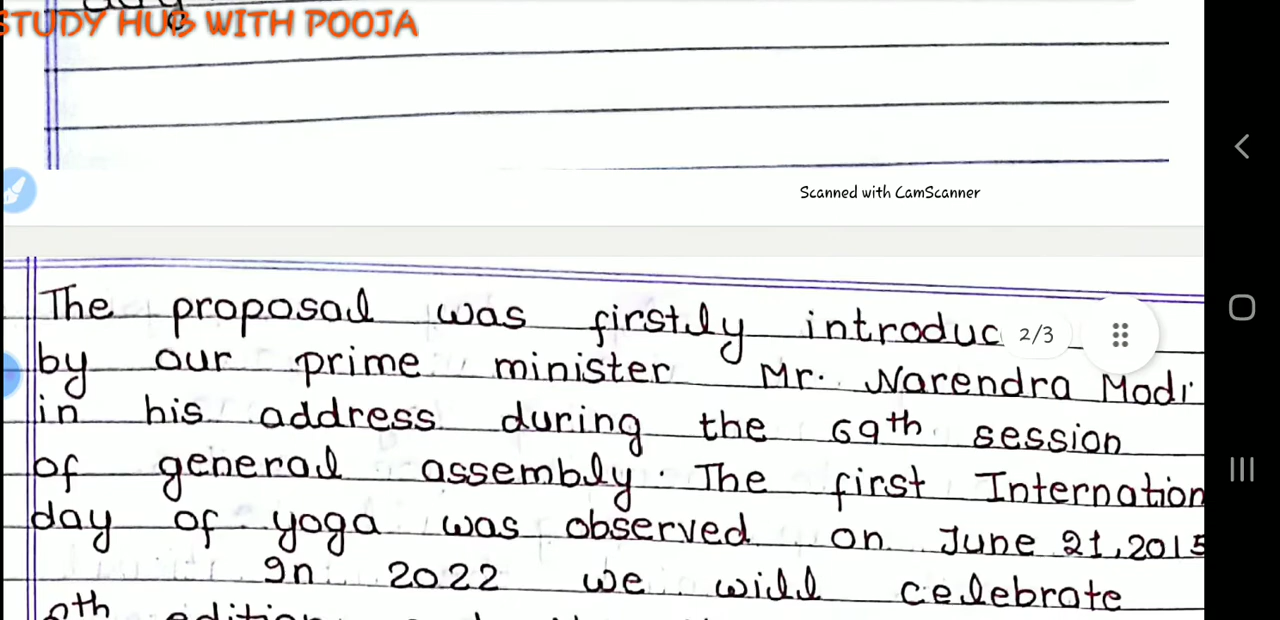 STUDY HUB WITH POOJA
Scanned with CamScanner
The proposal was firstly introduc
2/3
by our prime minister Mr. Narendra Modi
in his address during the 69th session
of general assembly. The first Internation
day of yoga was observed on June 21, 2015
In 2022 we will celebrate
edition